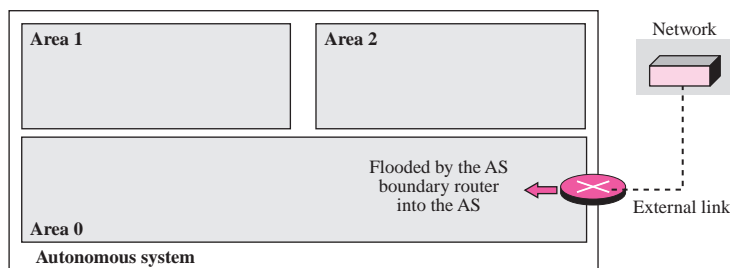 Area 1
Area 2
Network
Flooded by the AS
boundary router
into the AS
External link
Area 0
Autonomous system